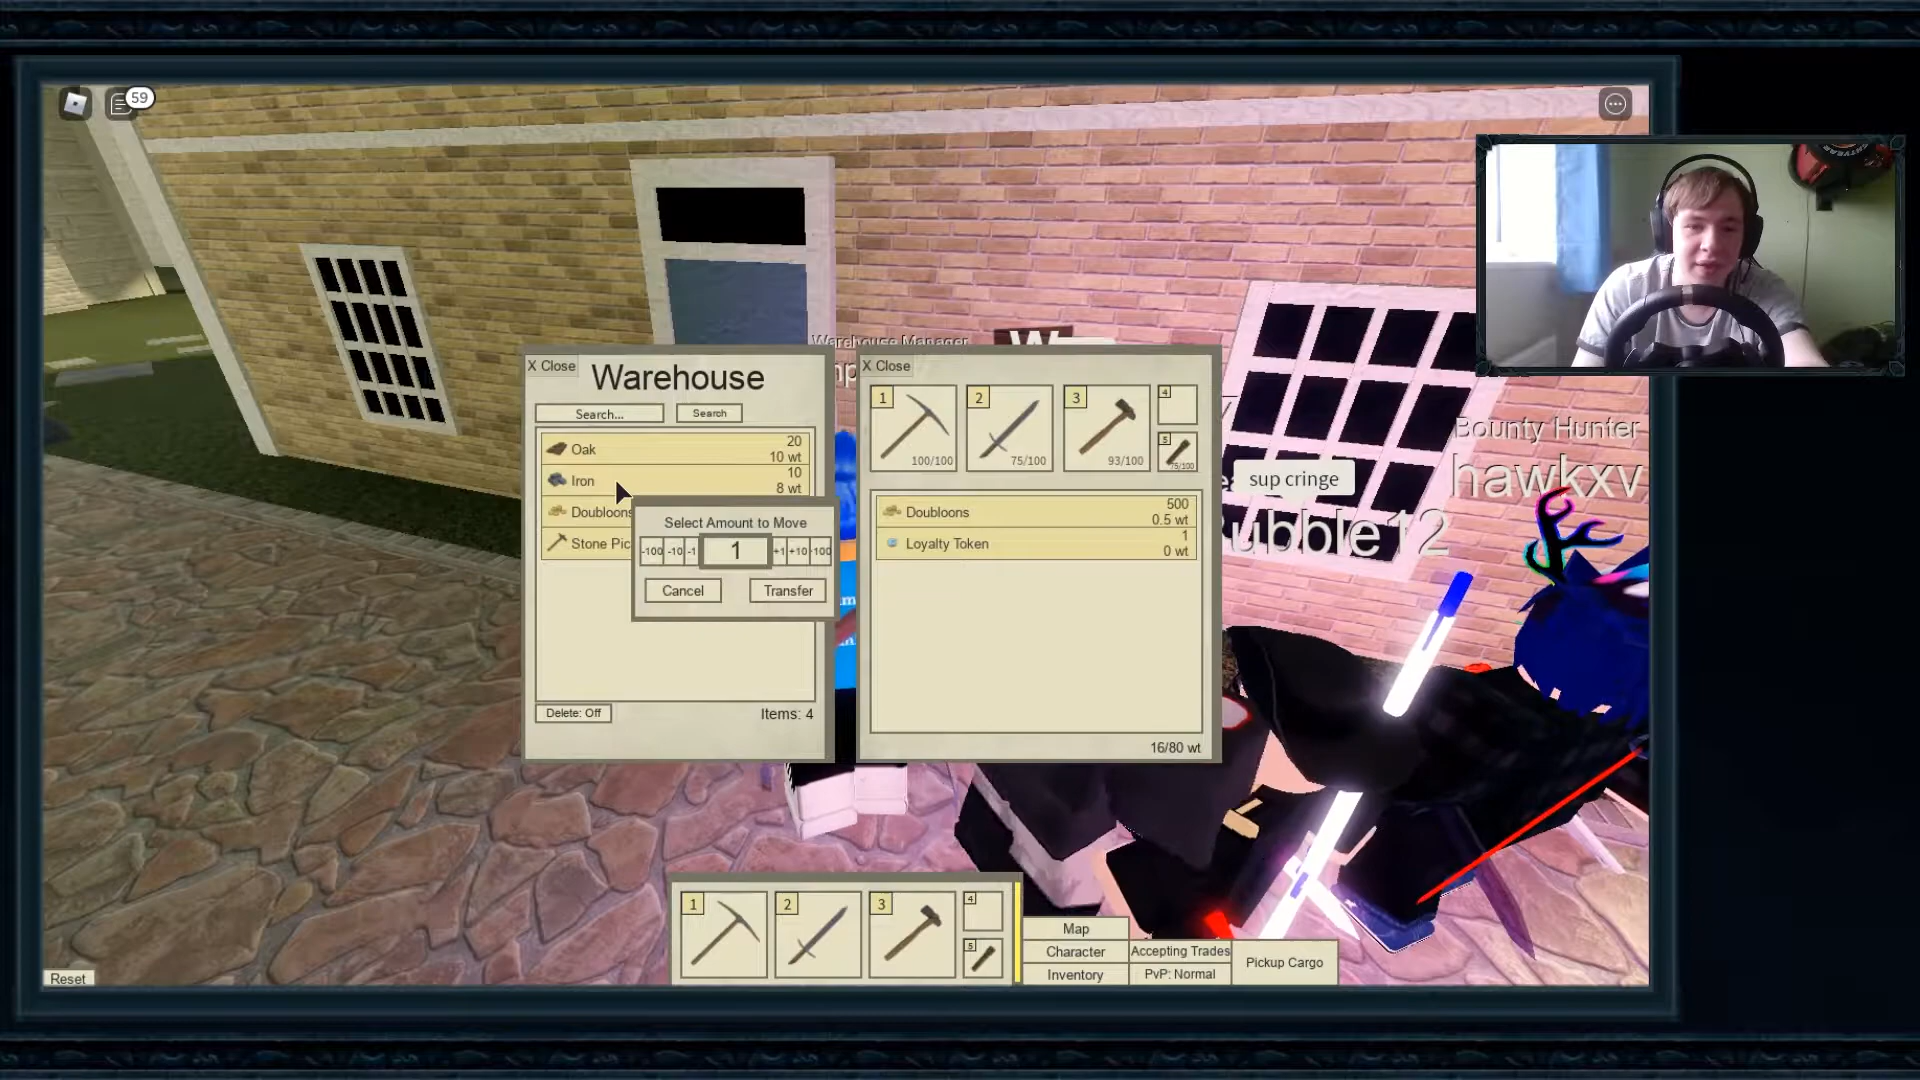 59
Warehouse Manager
X Close
Warehouse
Search...
Search
Oak
20
10 wt
Iron
10
8 wt
Doubloons
Stone Pic
Select Amount to Move
-100 -10 -1 1 +1 +10 +100
Cancel
Transfer
Delete: Off
Items: 4
X Close
1
100/100
2
75/100
3
93/100
4
5
75/100
Doubloons
500
0.5 wt
Loyalty Token
1
0 wt
16/80 wt
sup cringe
Bounty Hunter
hawkxv
ubble12
1
2
3
4
5
Map
Character
Accepting Trades
Inventory
PvP: Normal
Pickup Cargo
Reset